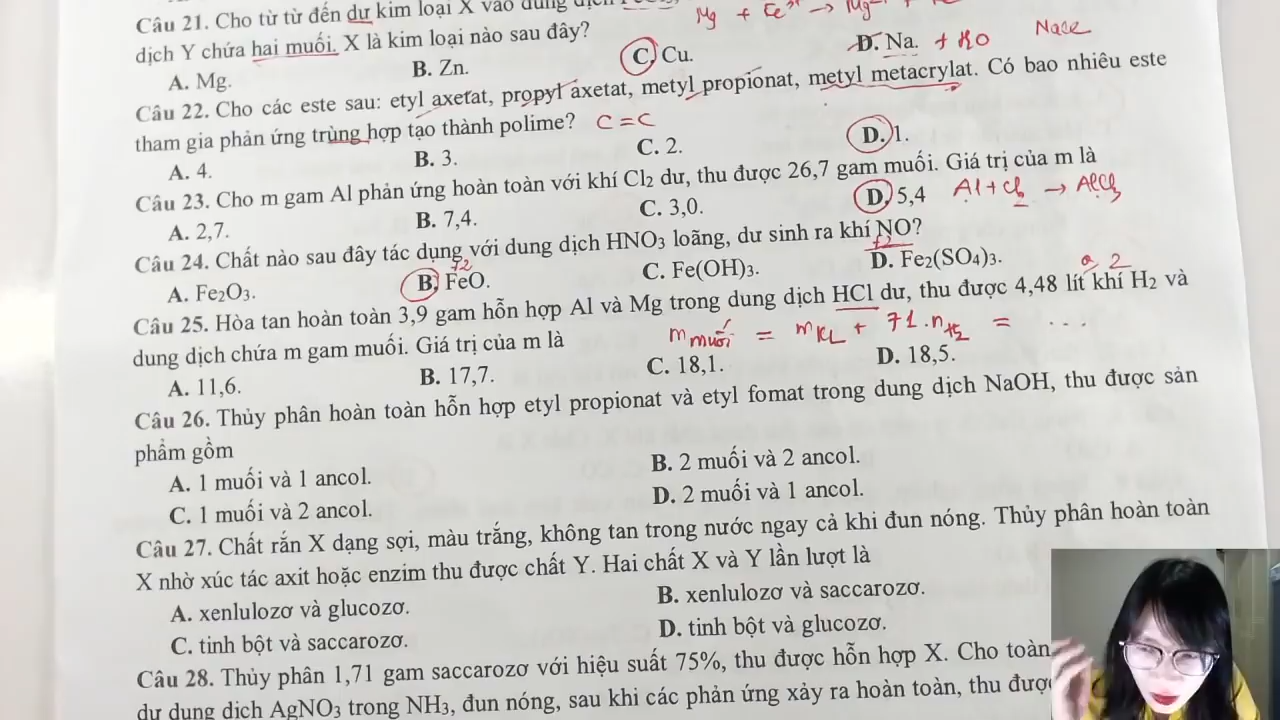 Câu 21. Cho từ từ đến dư kim loại X vào dung dịch
Mg + Fe³⁺ → Mg²⁺ +
dịch Y chứa hai muối. X là kim loại nào sau đây?
A. Mg. B. Zn. C. Cu. D. Na. + H₂O NaOH
Câu 22. Cho các este sau: etyl axetat, propyl axetat, metyl propionat, metyl metacrylat. Có bao nhiêu este
tham gia phản ứng trùng hợp tạo thành polime? C = C
A. 4. B. 3. C. 2. D. 1.
Câu 23. Cho m gam Al phản ứng hoàn toàn với khí Cl₂ dư, thu được 26,7 gam muối. Giá trị của m là
A. 2,7. B. 7,4. C. 3,0. D. 5,4 Al + Cl₂ → AlCl₃
Câu 24. Chất nào sau đây tác dụng với dung dịch HNO₃ loãng, dư sinh ra khí NO?
+2 +2
A. Fe₂O₃. B. FeO. C. Fe(OH)₃. D. Fe₂(SO₄)₃.
a, 2
Câu 25. Hòa tan hoàn toàn 3,9 gam hỗn hợp Al và Mg trong dung dịch HCl dư, thu được 4,48 lít khí H₂ và
dung dịch chứa m gam muối. Giá trị của m là m muối = m KL + 71.n H₂ = ...
A. 11,6. B. 17,7. C. 18,1. D. 18,5.
Câu 26. Thủy phân hoàn toàn hỗn hợp etyl propionat và etyl fomat trong dung dịch NaOH, thu được sản
phẩm gồm
A. 1 muối và 1 ancol. B. 2 muối và 2 ancol.
C. 1 muối và 2 ancol. D. 2 muối và 1 ancol.
Câu 27. Chất rắn X dạng sợi, màu trắng, không tan trong nước ngay cả khi đun nóng. Thủy phân hoàn toàn
X nhờ xúc tác axit hoặc enzim thu được chất Y. Hai chất X và Y lần lượt là
A. xenlulozơ và glucozơ. B. xenlulozơ và saccarozơ.
C. tinh bột và saccarozơ. D. tinh bột và glucozơ.
Câu 28. Thủy phân 1,71 gam saccarozơ với hiệu suất 75%, thu được hỗn hợp X. Cho toàn
dư dung dịch AgNO₃ trong NH₃, đun nóng, sau khi các phản ứng xảy ra hoàn toàn, thu được